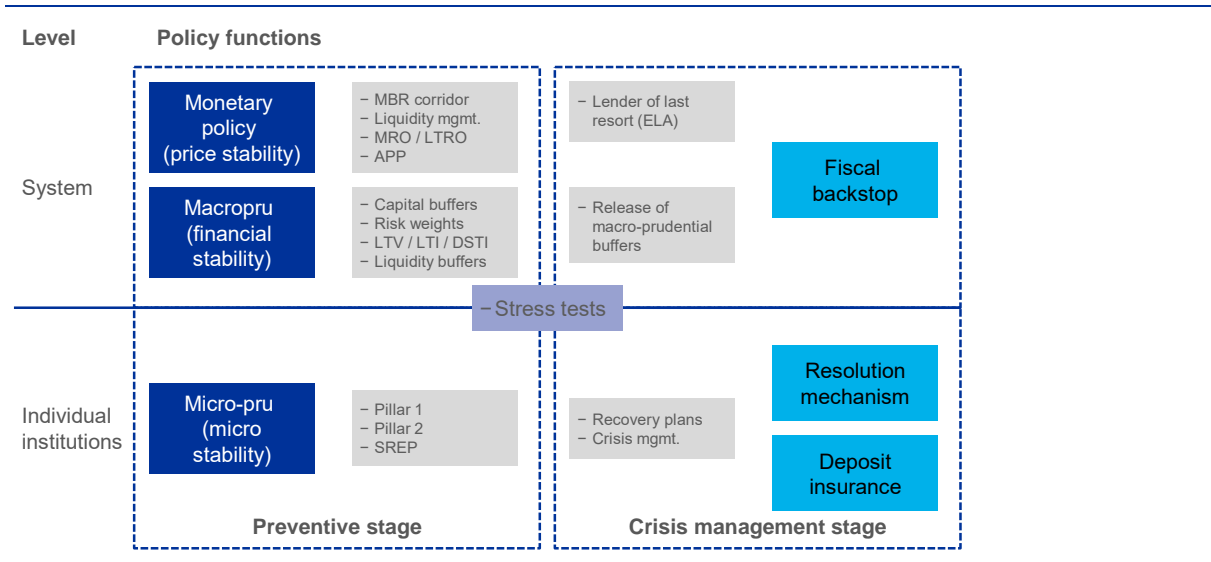 Level
Policy functions
System
Monetary
policy
(price stability)
− MBR corridor
− Liquidity mgmt.
− MRO / LTRO
− APP
− Lender of last
resort (ELA)
Fiscal
backstop
Macropru
(financial
stability)
− Capital buffers
− Risk weights
− LTV / LTI / DSTI
− Liquidity buffers
− Release of
macro-prudential
buffers
− Stress tests
Individual
institutions
Micro-pru
(micro
stability)
− Pillar 1
− Pillar 2
− SREP
− Recovery plans
− Crisis mgmt.
Resolution
mechanism
Deposit
insurance
Preventive stage
Crisis management stage